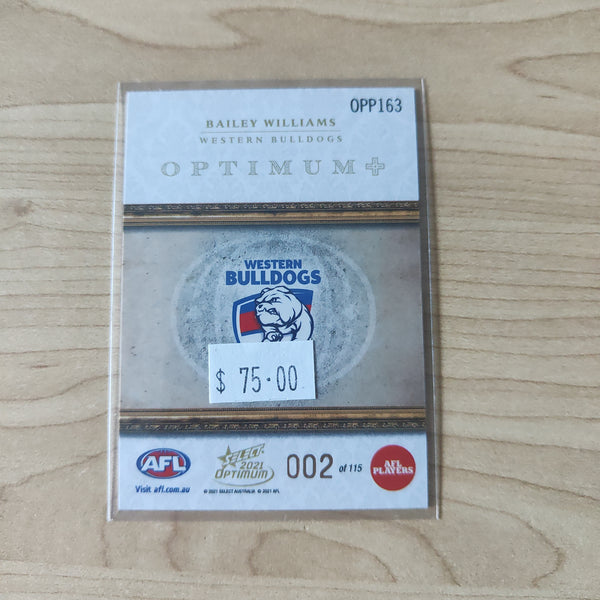 OPP163
BAILEY WILLIAMS
WESTERN BULLDOGS
OPTIMUM+
WESTERN
BULLDOGS
$ 75.00
AFL
SELECT
2021
OPTIMUM
002 of 115
AFL
PLAYERS
Visit afl.com.au
© 2021 SELECT AUSTRALIA © 2021 AFL